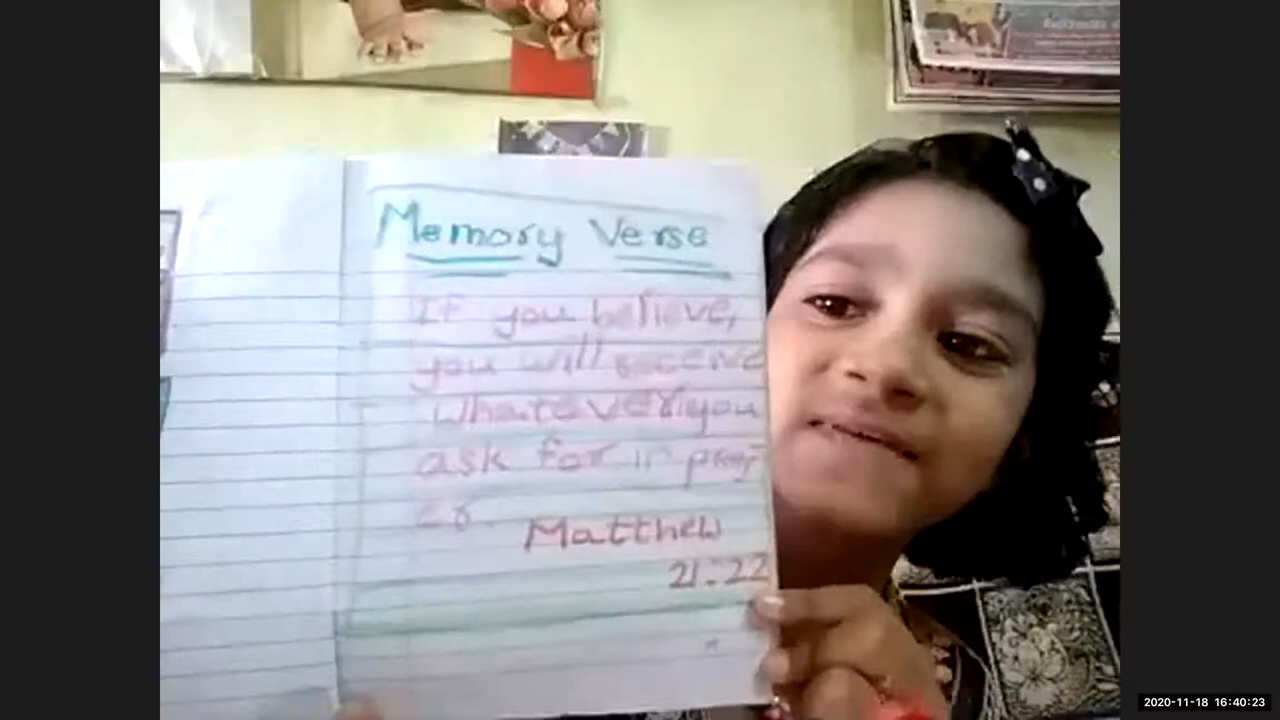 Memory Verse
If you believe,
you will receive
whatever you
ask for in pray
er.
Matthew
21:22
2020-11-18 16:40:23